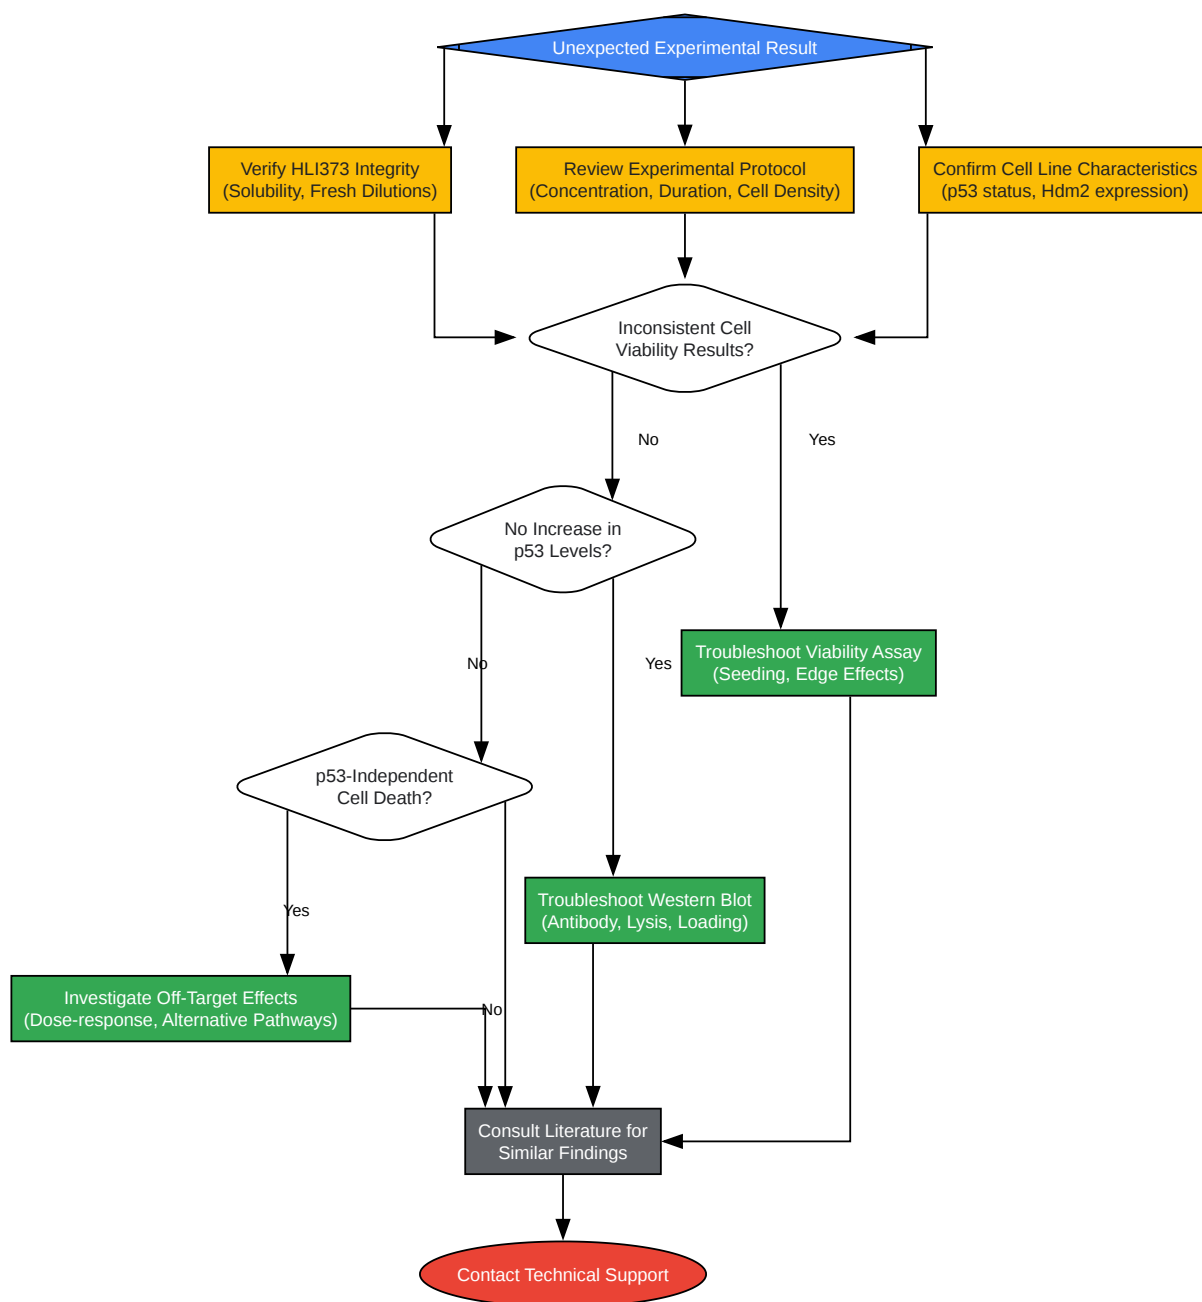 Unexpected Experimental Result
Verify HLI373 Integrity
(Solubility, Fresh Dilutions)
Review Experimental Protocol
(Concentration, Duration, Cell Density)
Confirm Cell Line Characteristics
(p53 status, Hdm2 expression)
Inconsistent Cell
Viability Results?
No
Yes
No Increase in
p53 Levels?
No
Yes
Troubleshoot Viability Assay
(Seeding, Edge Effects)
p53-Independent
Cell Death?
Yes
Troubleshoot Western Blot
(Antibody, Lysis, Loading)
Investigate Off-Target Effects
(Dose-response, Alternative Pathways)
No
Consult Literature for
Similar Findings
Contact Technical Support